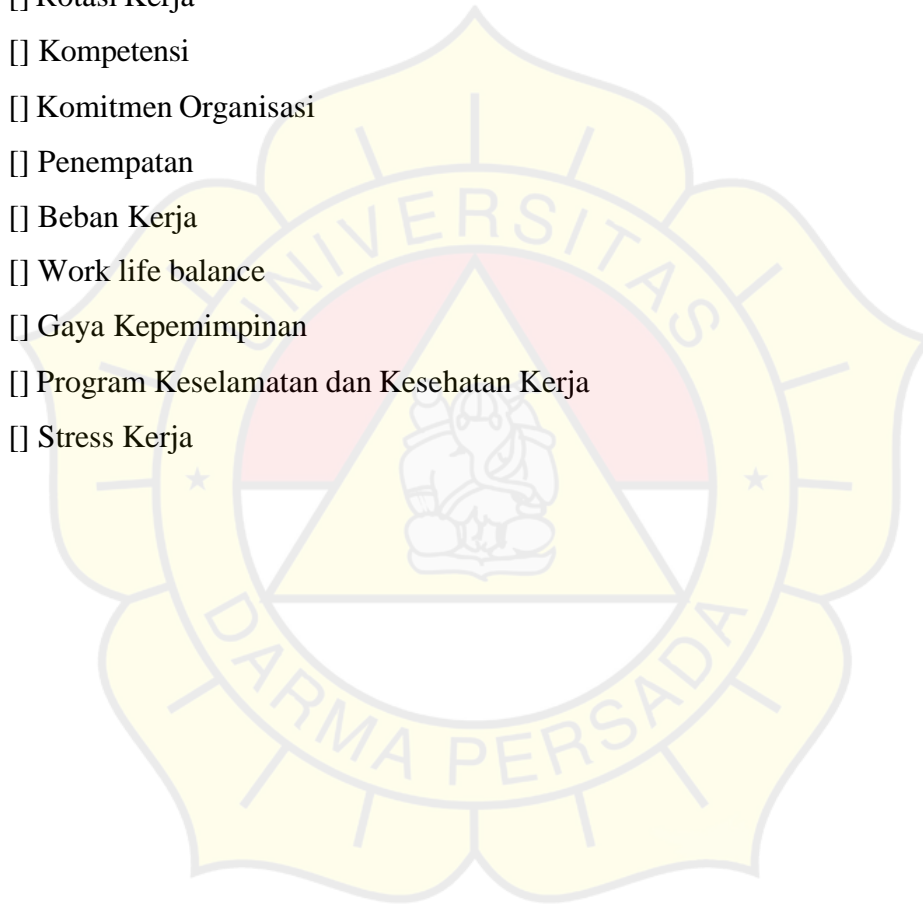 [] Rotasi Kerja
[] Kompetensi
[] Komitmen Organisasi
[] Penempatan
[] Beban Kerja
[] Work life balance
[] Gaya Kepemimpinan
[] Program Keselamatan dan Kesehatan Kerja
[] Stress Kerja
UNIVERSITAS
DARMA PERSADA